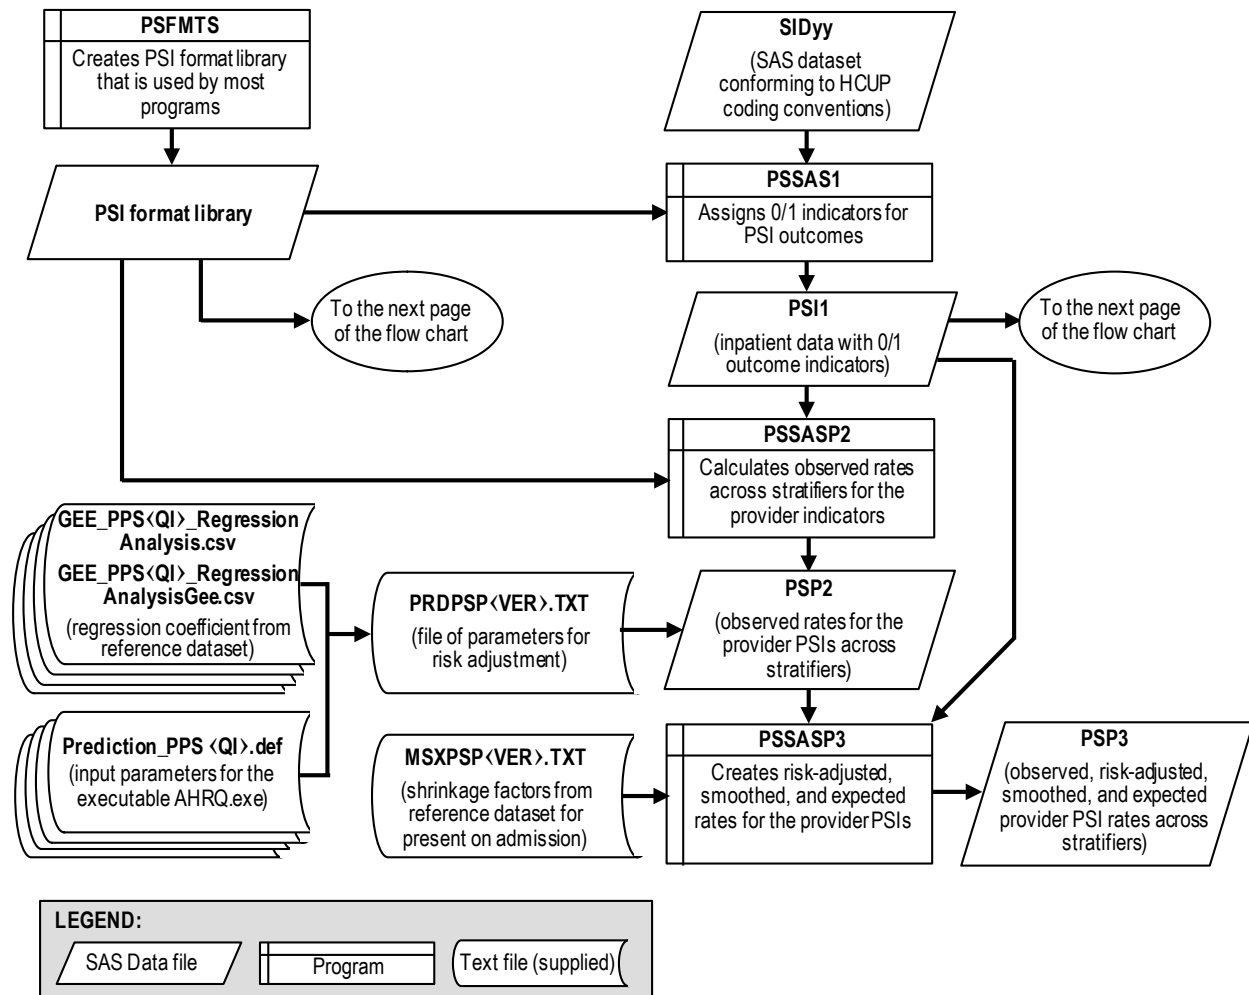 PSFMTS
Creates PSI format library
that is used by most
programs
SIDyy
(SAS dataset
conforming to HCUP
coding conventions)
PSI format library
PSSAS1
Assigns 0/1 indicators for
PSI outcomes
To the next page
of the flow chart
PSI1
(inpatient data with 0/1
outcome indicators)
To the next page
of the flow chart
PSSASP2
Calculates observed rates
across stratifiers for the
provider indicators
GEE_PPS<QI>_Regression
Analysis.csv
GEE_PPS<QI>_Regression
AnalysisGee.csv
(regression coefficient from
reference dataset)
PRDPSP<VER>.TXT
(file of parameters for
risk adjustment)
PSP2
(observed rates for the
provider PSIs across
stratifiers)
Prediction_PPS <QI>.def
(input parameters for the
executable AHRQ.exe)
MSXPSP<VER>.TXT
(shrinkage factors from
reference dataset for
present on admission)
PSSASP3
Creates risk-adjusted,
smoothed, and expected
rates for the provider PSIs
PSP3
(observed, risk-adjusted,
smoothed, and expected
provider PSI rates across
stratifiers)
LEGEND:
SAS Data file
Program
Text file (supplied)